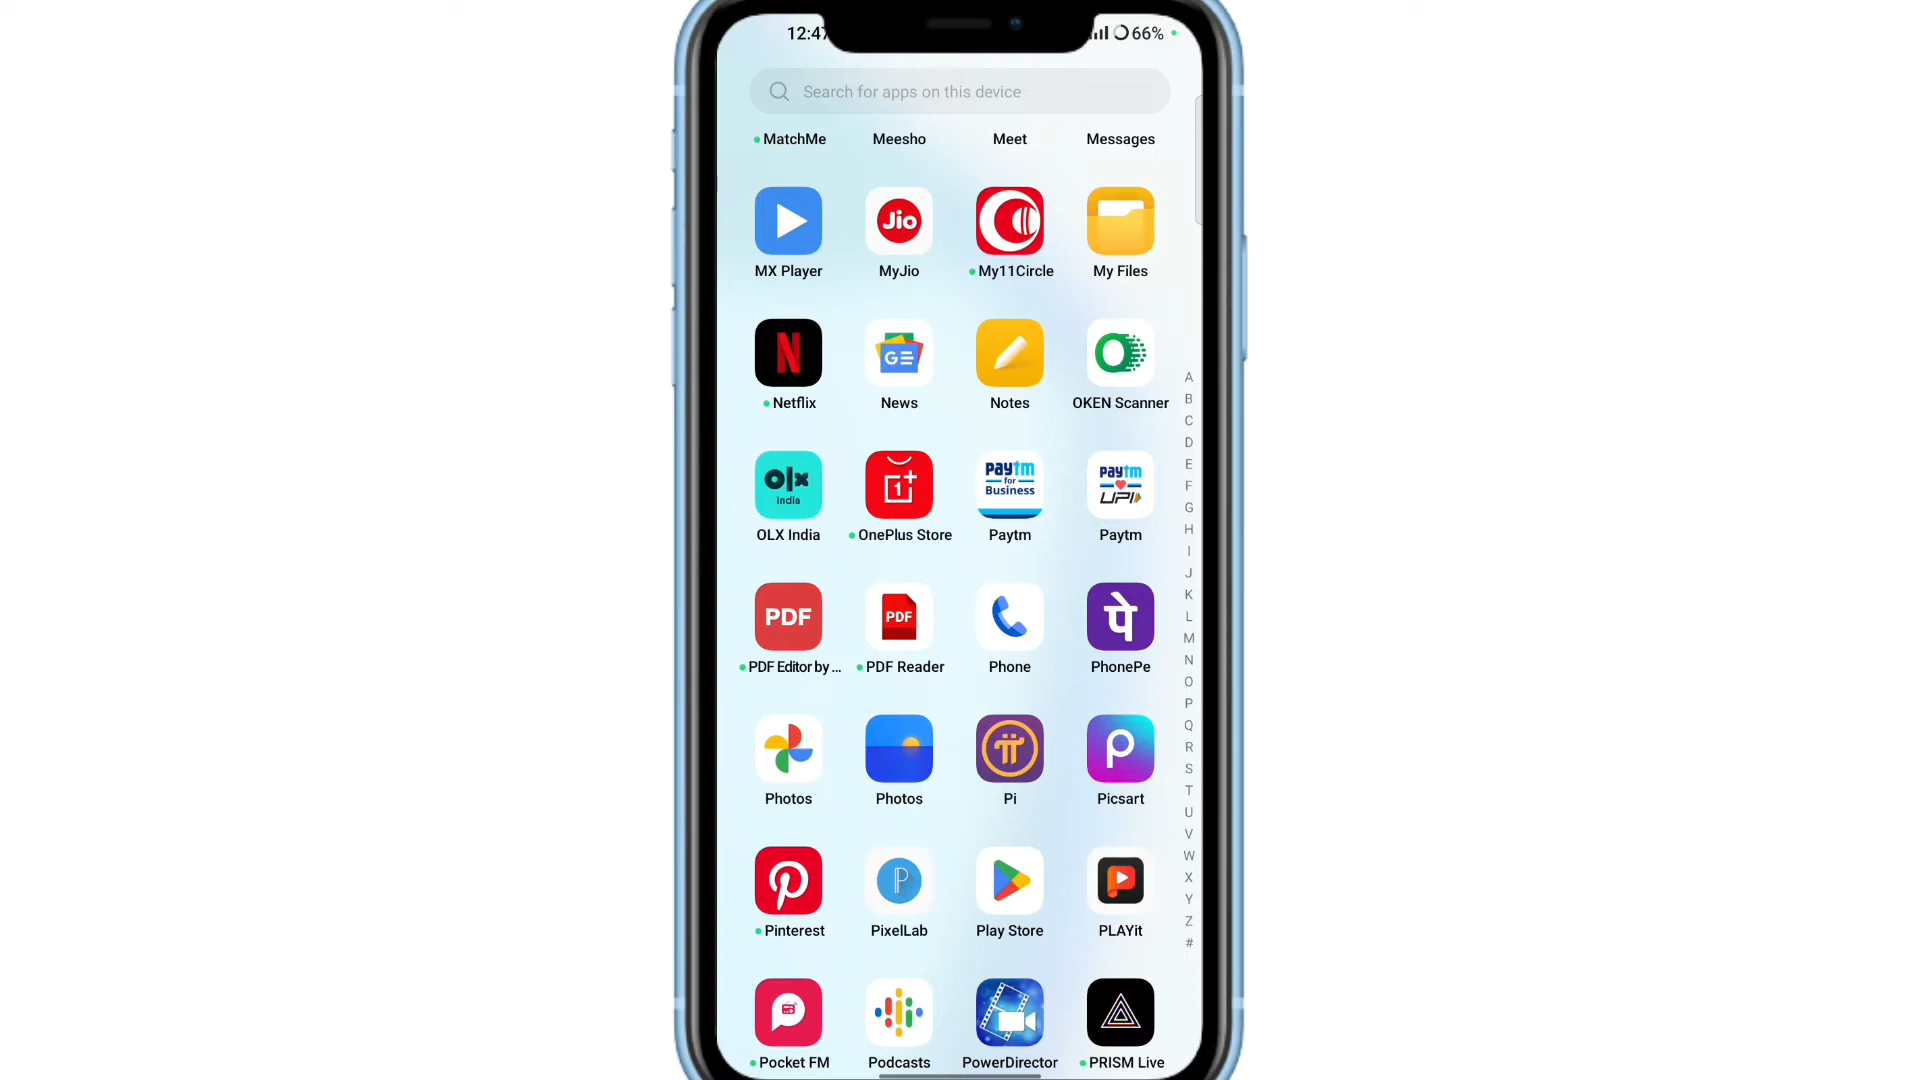 12:47
66%
Search for apps on this device
MatchMe Meesho Meet Messages
Jio
MX Player MyJio My11Circle My Files
N GE
Netflix News Notes OKEN Scanner
olx India
1+
paytm for Business
paytm UPI
OLX India OnePlus Store Paytm Paytm
PDF PDF पे
PDF Editor by ... PDF Reader Phone PhonePe
Photos Photos Pi Picsart
Pinterest PixelLab Play Store PLAYit
Pocket FM Podcasts PowerDirector PRISM Live
A
B
C
D
E
F
G
H
I
J
K
L
M
N
O
P
Q
R
S
T
U
V
W
X
Y
Z
#